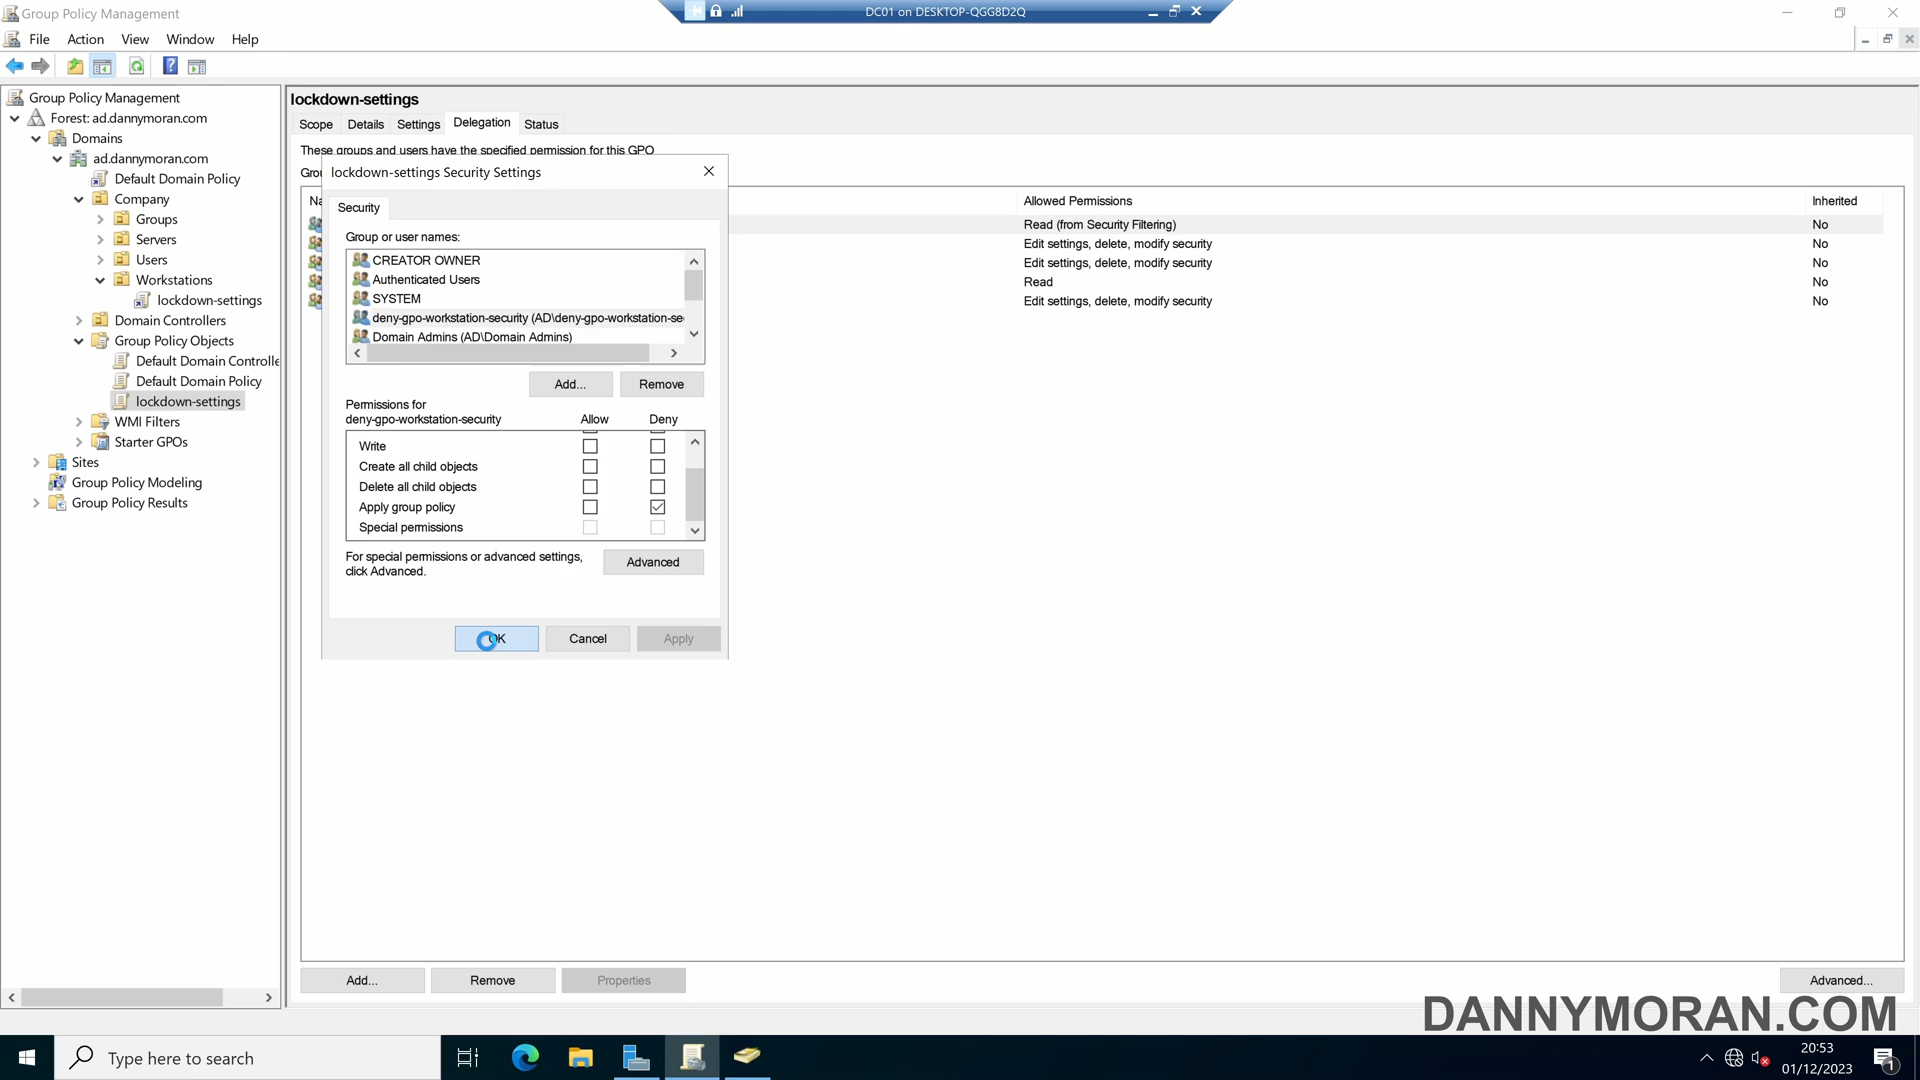 Group Policy Management
DC01 on DESKTOP-QGG8D2Q
File Action View Window Help
Group Policy Management
Forest: ad.dannymoran.com
Domains
ad.dannymoran.com
Default Domain Policy
Company
Groups
Servers
Users
Workstations
lockdown-settings
Domain Controllers
Group Policy Objects
Default Domain Controlle
Default Domain Policy
lockdown-settings
WMI Filters
Starter GPOs
Sites
Group Policy Modeling
Group Policy Results
lockdown-settings
Scope Details Settings Delegation Status
These groups and users have the specified permission for this GPO
Grou
Na
Allowed Permissions Inherited
Read (from Security Filtering) No
Edit settings, delete, modify security No
Edit settings, delete, modify security No
Read No
Edit settings, delete, modify security No
lockdown-settings Security Settings
Security
Group or user names:
CREATOR OWNER
Authenticated Users
SYSTEM
deny-gpo-workstation-security (AD\deny-gpo-workstation-se
Domain Admins (AD\Domain Admins)
Add... Remove
Permissions for
deny-gpo-workstation-security Allow Deny
Write
Create all child objects
Delete all child objects
Apply group policy
Special permissions
For special permissions or advanced settings,
click Advanced.
Advanced
OK Cancel Apply
Add... Remove Properties Advanced...
DANNYMORAN.COM
Type here to search
20:53
01/12/2023
1